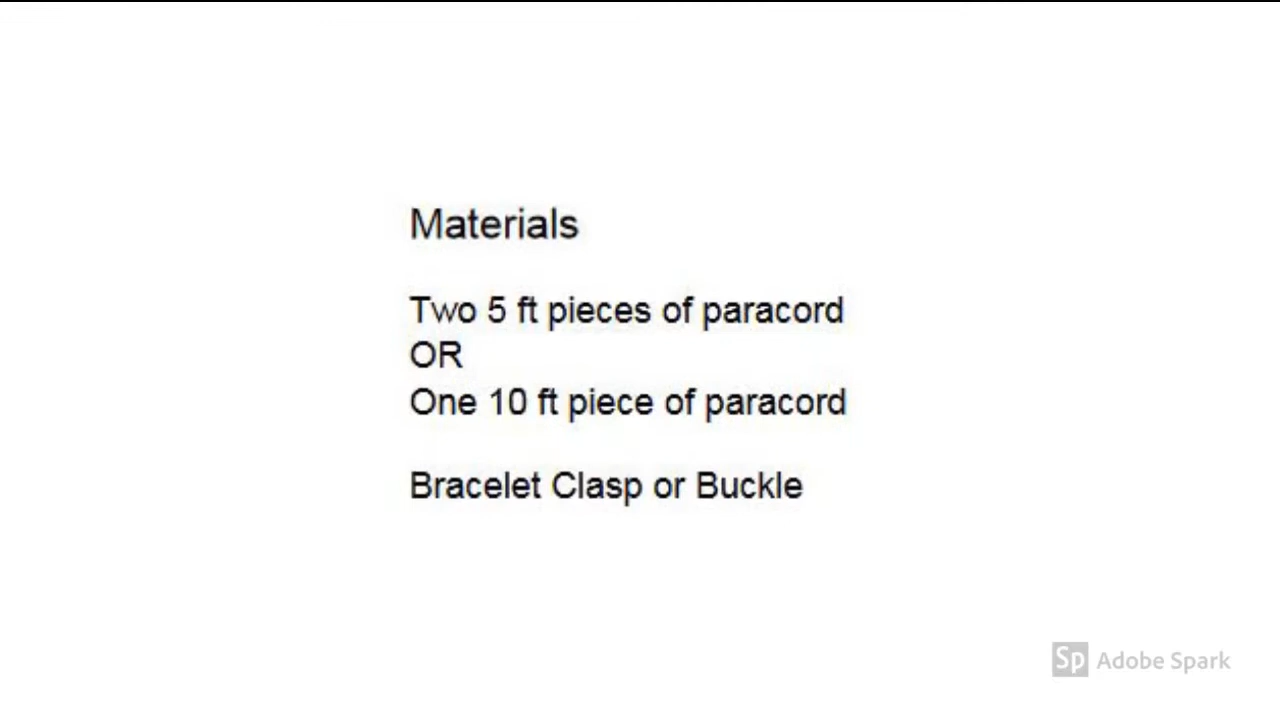 Materials
Two 5 ft pieces of paracord
OR
One 10 ft piece of paracord
Bracelet Clasp or Buckle
Sp Adobe Spark